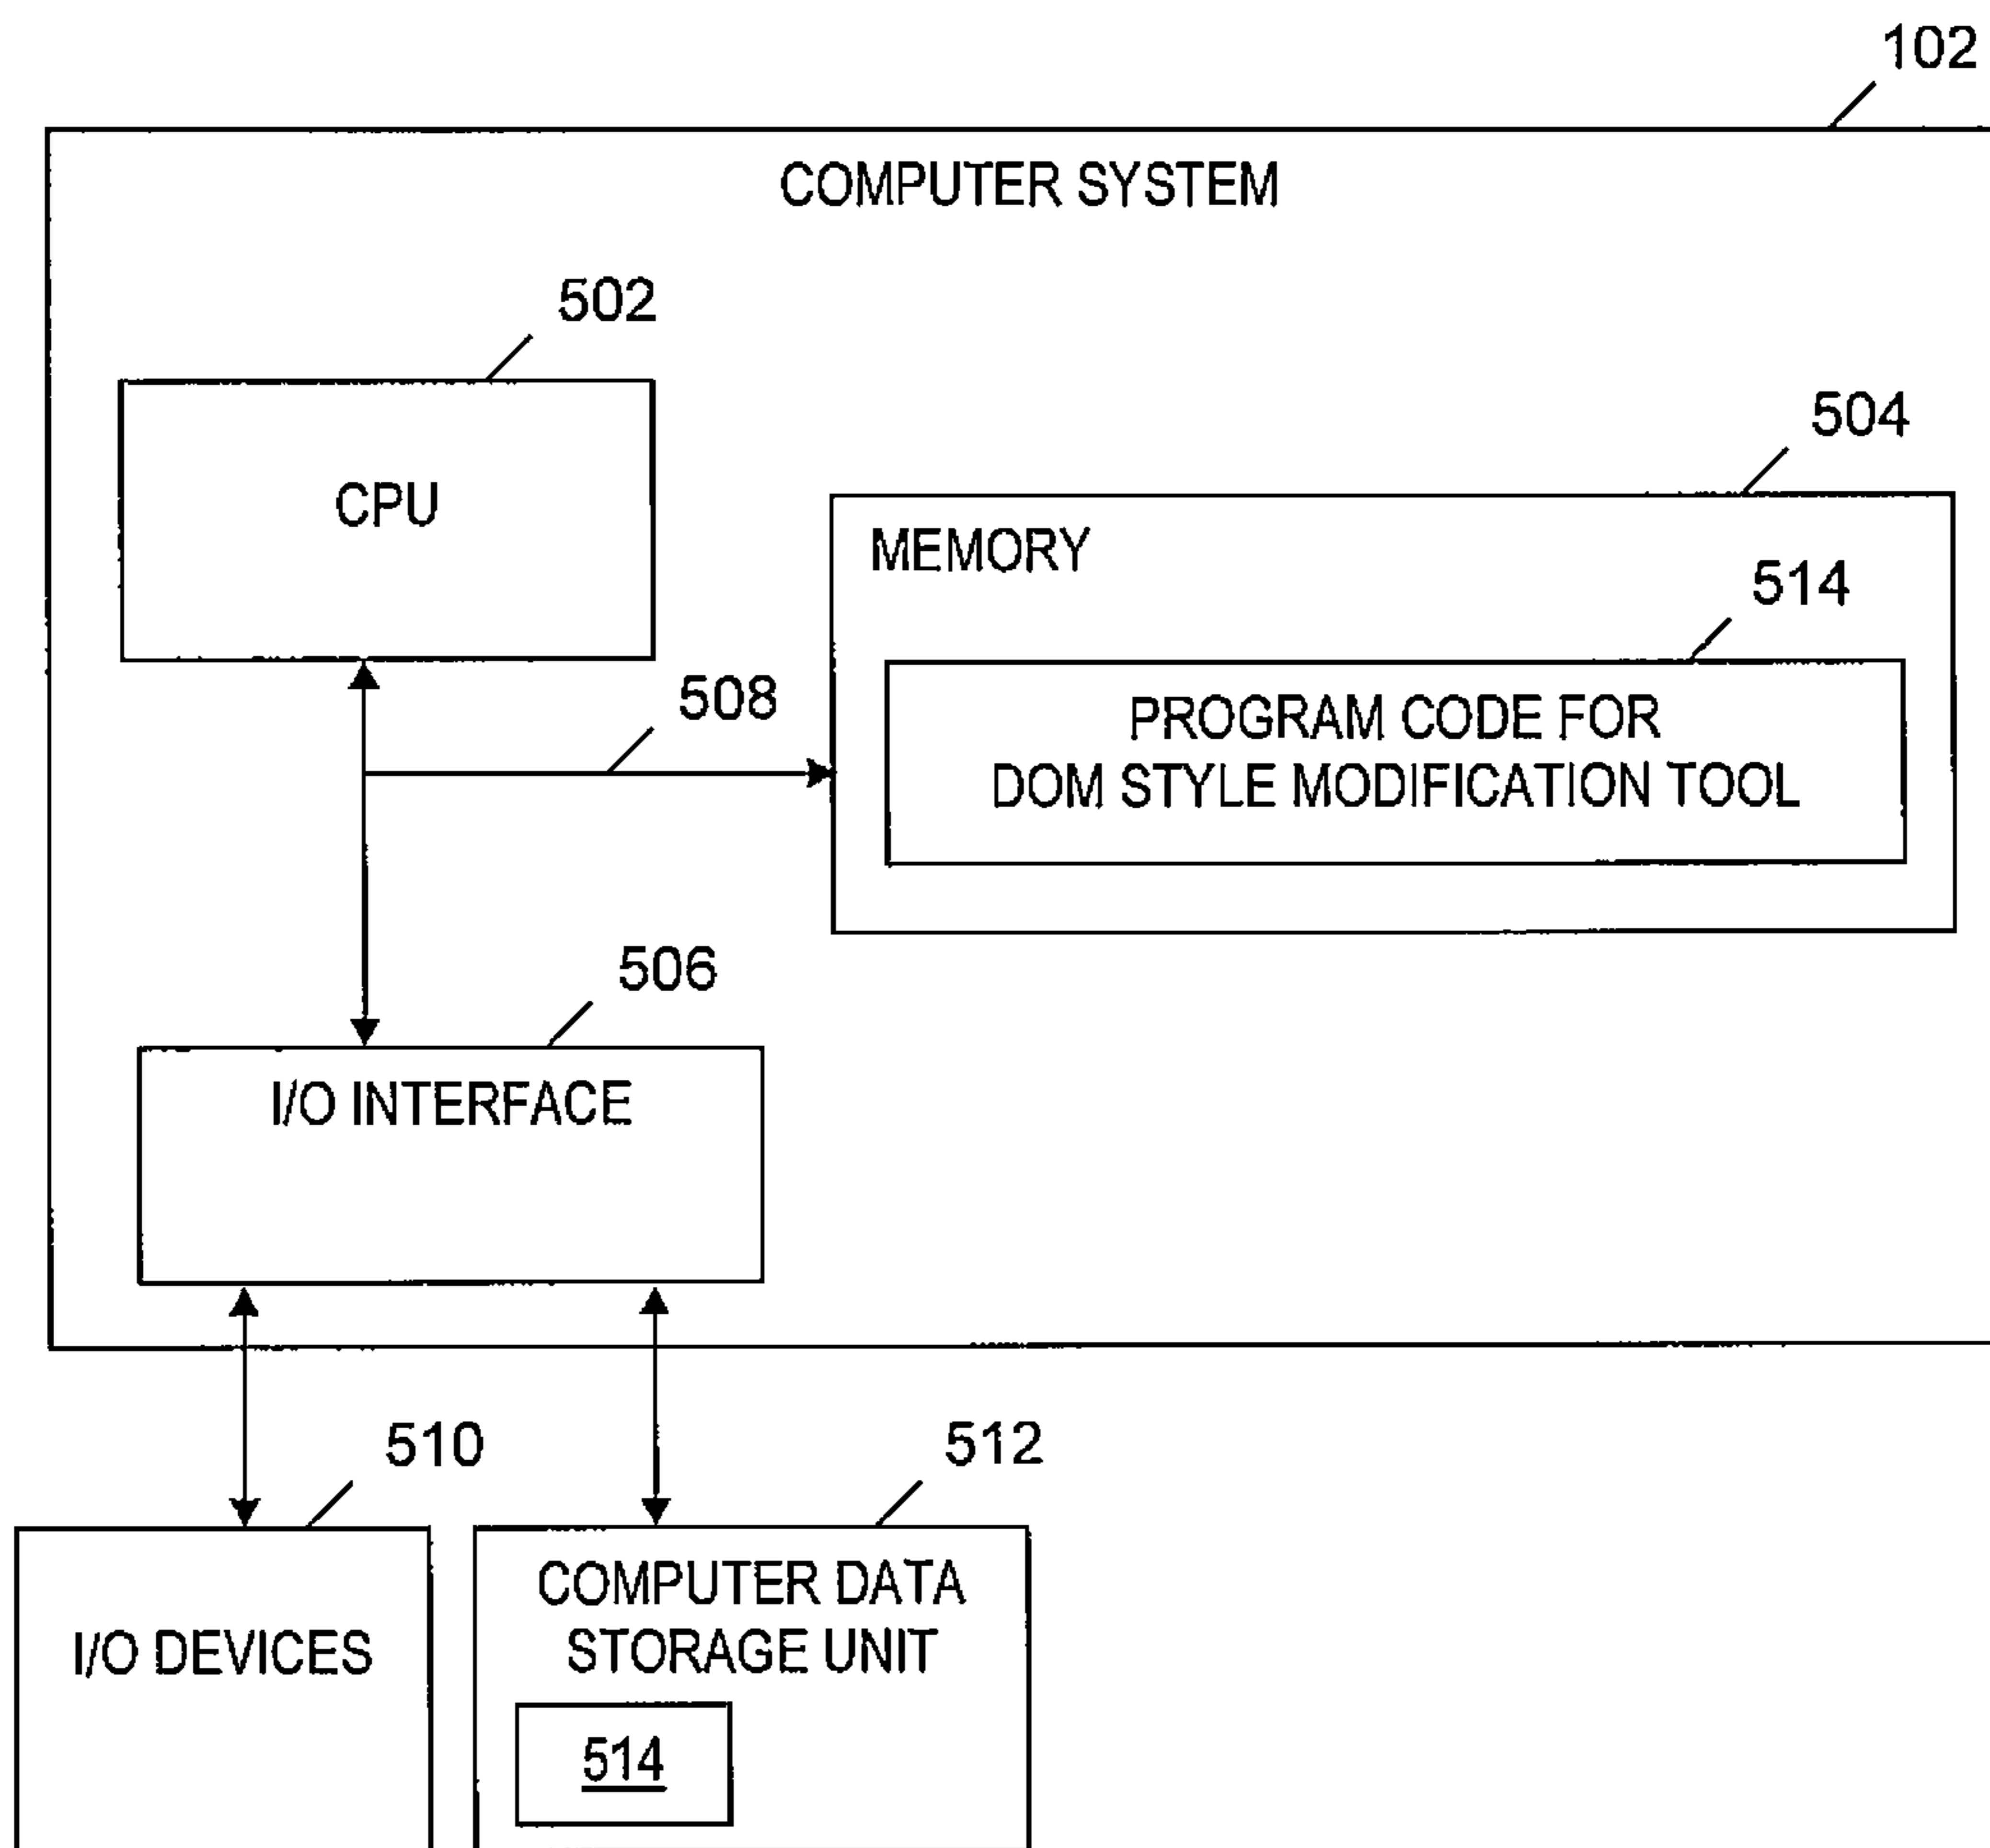 102
COMPUTER SYSTEM
502
CPU
504
MEMORY
514
PROGRAM CODE FOR
DOM STYLE MODIFICATION TOOL
508
506
I/O INTERFACE
510
512
I/O DEVICES
COMPUTER DATA
STORAGE UNIT
514